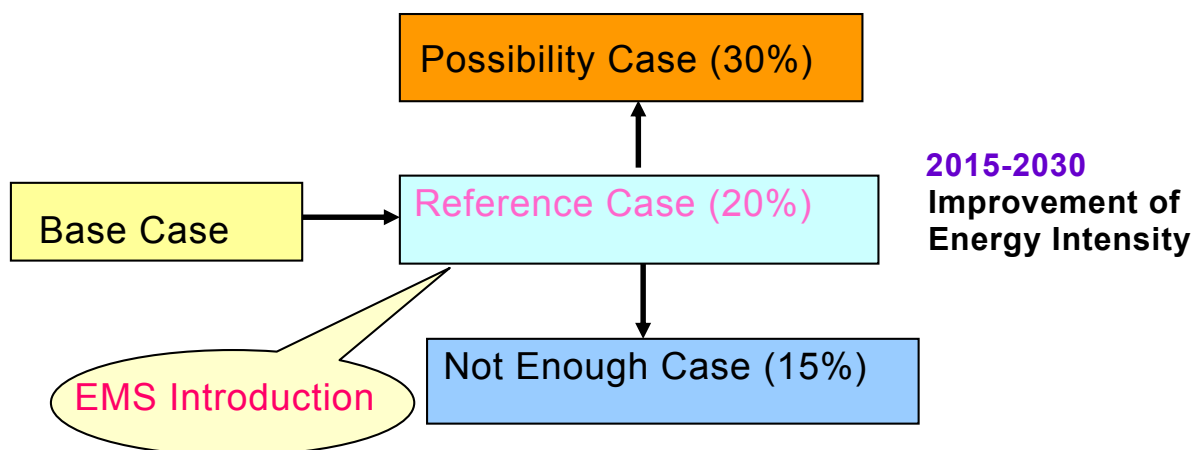 Possibility Case (30%)
2015-2030
Improvement of
Energy Intensity
Reference Case (20%)
Base Case
Not Enough Case (15%)
EMS Introduction